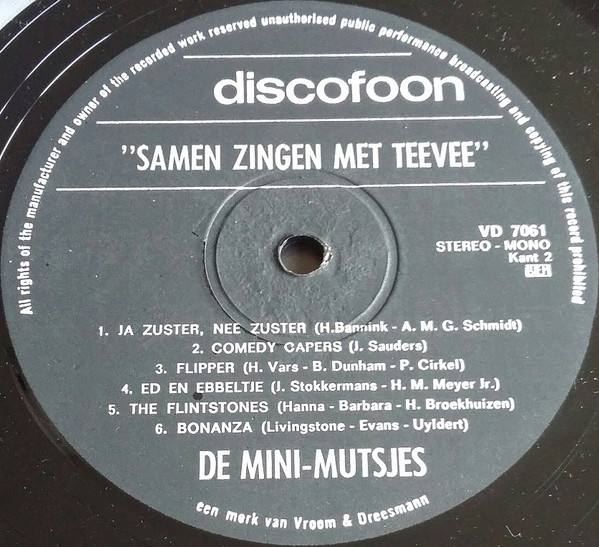 All rights of the manufacturer and owner of the recorded work reserved unauthorised public performance broadcasting and copying of this record prohibited
discofoon
"SAMEN ZINGEN MET TEEVEE"
VD 7061
STEREO - MONO
Kant 2
1. JA ZUSTER, NEE ZUSTER (H.Bannink - A. M. G. Schmidt)
2. COMEDY CAPERS (J. Sauders)
3. FLIPPER (H. Vars - B. Dunham - P. Cirkel)
4. ED EN EBBELTJE (J. Stokkermans - H. M. Meyer Jr.)
5. THE FLINTSTONES (Hanna - Barbara - H. Broekhuizen)
6. BONANZA (Livingstone - Evans - Uyldert)
DE MINI-MUTSJES
een merk van Vroom & Dreesmann